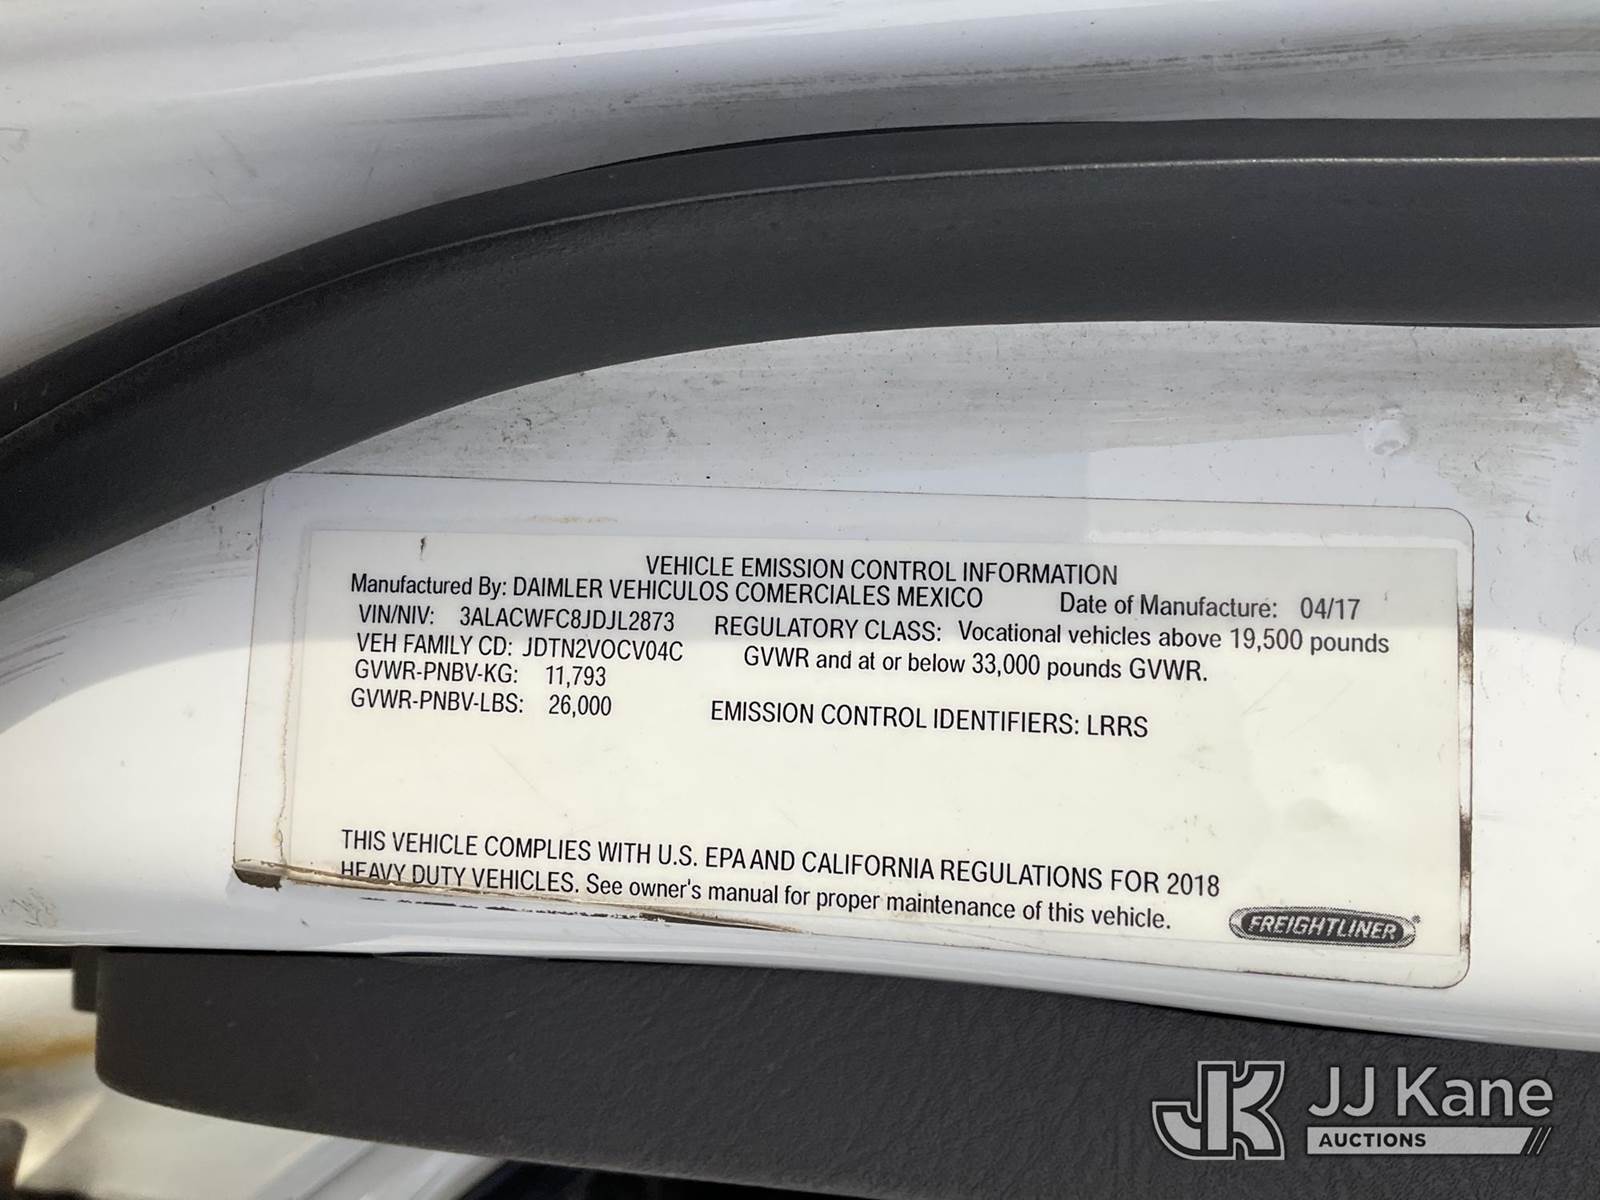 VEHICLE EMISSION CONTROL INFORMATION
Manufactured By: DAIMLER VEHICULOS COMERCIALES MEXICO Date of Manufacture: 04/17
VIN/NIV: 3ALACWFC8JDJL2873
VEH FAMILY CD: JDTN2VOCV04C
GVWR-PNBV-KG: 11,793
GVWR-PNBV-LBS: 26,000
REGULATORY CLASS: Vocational vehicles above 19,500 pounds
GVWR and at or below 33,000 pounds GVWR.
EMISSION CONTROL IDENTIFIERS: LRRS
THIS VEHICLE COMPLIES WITH U.S. EPA AND CALIFORNIA REGULATIONS FOR 2018
HEAVY DUTY VEHICLES. See owner's manual for proper maintenance of this vehicle.
FREIGHTLINER®
JK JJ Kane
AUCTIONS